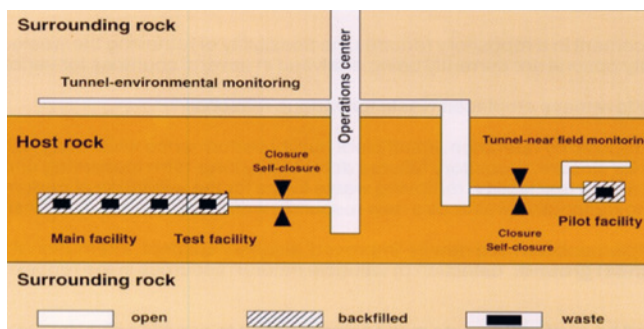 Surrounding rock
Operations center
Tunnel-environmental monitoring
Host rock
Closure
Self-closure
Tunnel-near field monitorin
Main facility
Test facility
Pilot facility
Closure
Self-closure
Surrounding rock
open
backfilled
waste